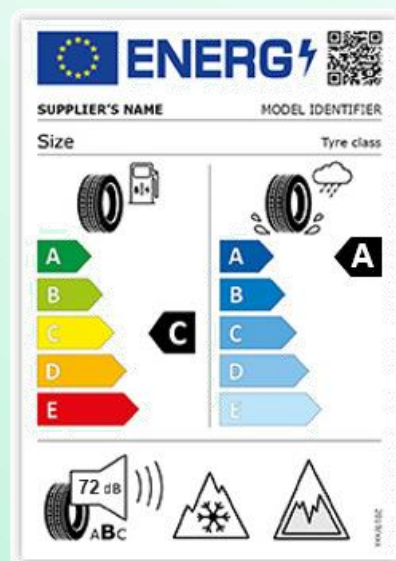 ENERG
SUPPLIER'S NAME MODEL IDENTIFIER
Size Tyre class
A
B
C
D
E
C
A
B
C
D
E
A
72 dB
ABC